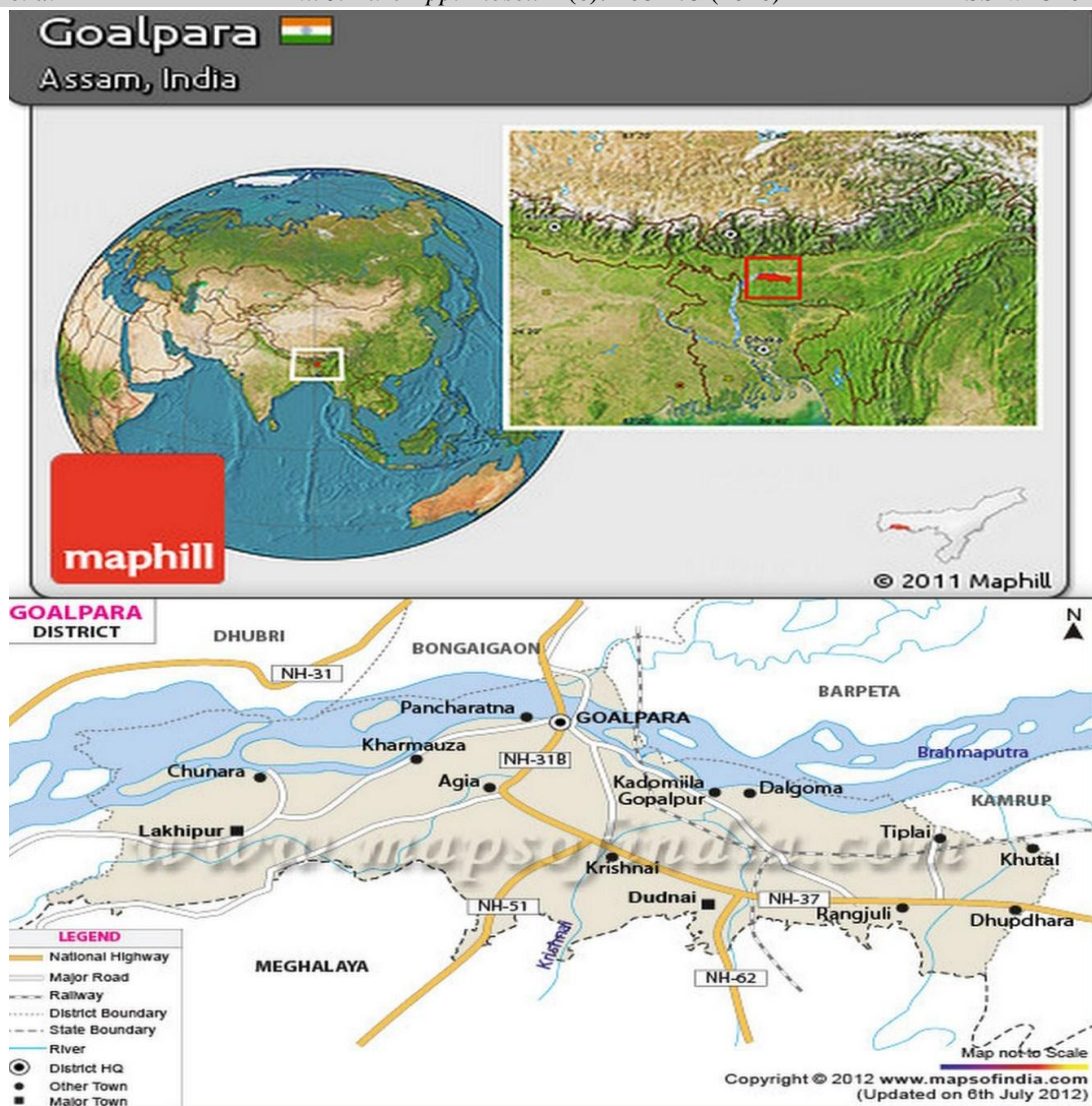 Goalpara
Assam, India
maphill
© 2011 Maphill
GOALPARA
DISTRICT
DHUBRI
BONGAIGAON
N
NH-31
BARPETA
Pancharatna
GOALPARA
Kharmauza
NH-31B
Brahmaputra
Chunara
Agia
Kadomiila
Gopalpur
Dalgoma
KAMRUP
Lakhipur
Tiplai
www.mapsofindia.com
Krishnai
Khutal
Dudnai
NH-37
NH-51
Rangjuli
Dhupdhara
Krishnai
MEGHALAYA
NH-62
LEGEND
National Highway
Major Road
Railway
District Boundary
State Boundary
River
District HQ
Other Town
Major Town
Map not to Scale
Copyright © 2012 www.mapsofindia.com
(Updated on 6th July 2012)